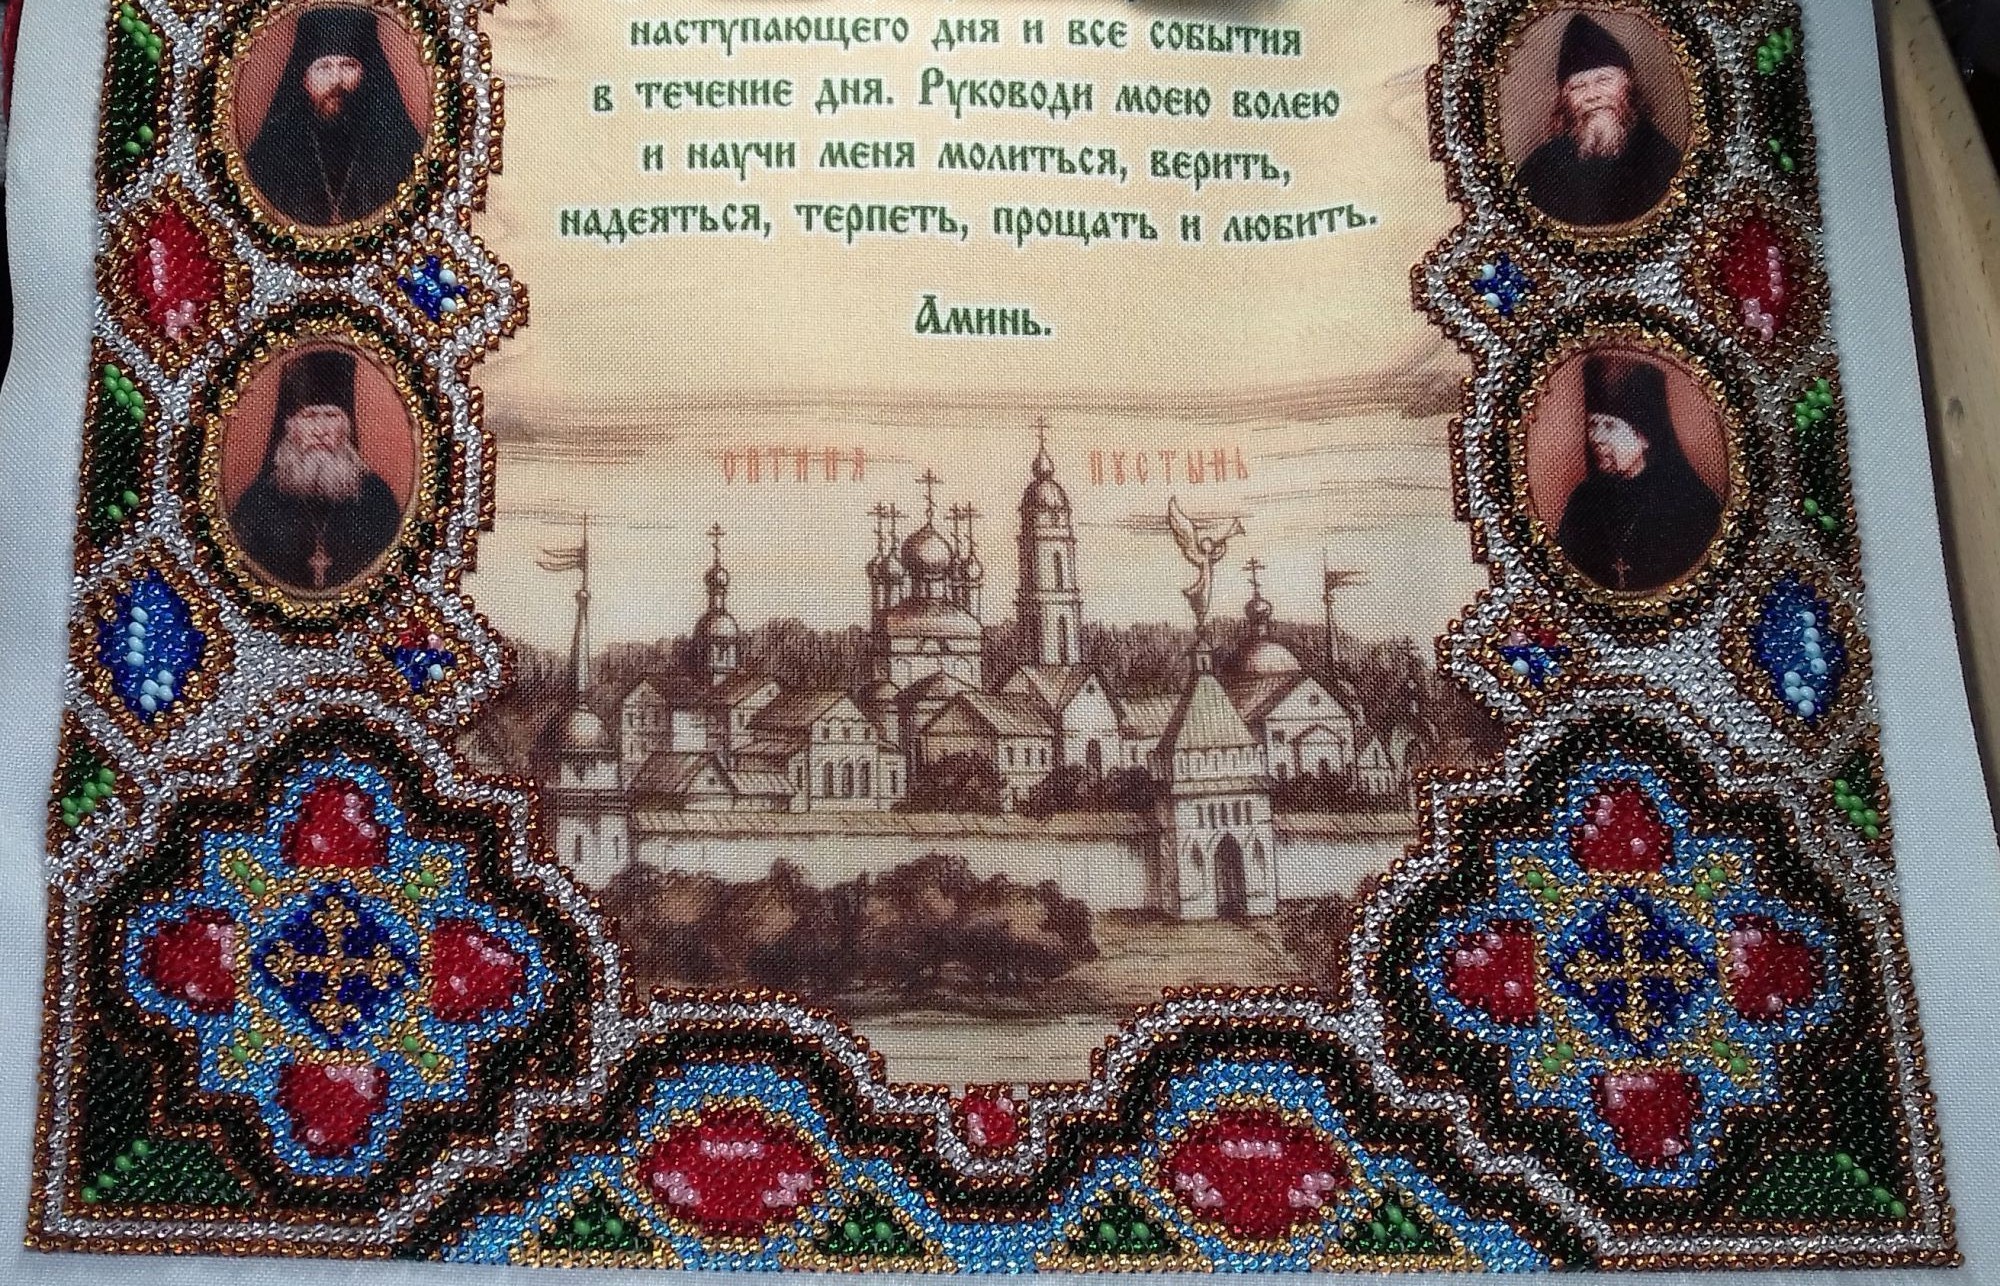 наступающего дня и все события
в течение дня. Руководи моею волею
и научи меня молиться, верить,
надеяться, терпеть, прощать и любить.
Аминь.
ОПТИНА ПУСТЫНЬ